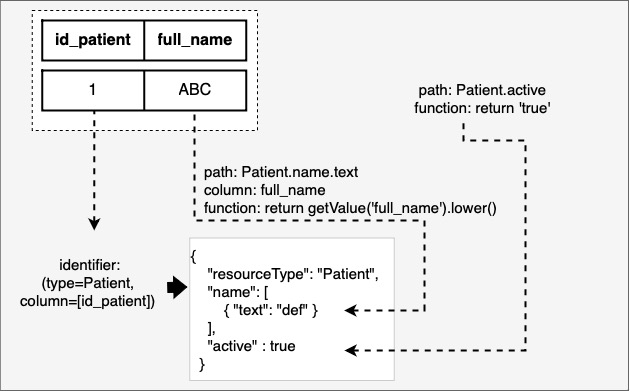 id_patient full_name
1 ABC
path: Patient.active
function: return 'true'
path: Patient.name.text
column: full_name
function: return getValue('full_name').lower()
identifier:
(type=Patient,
column=[id_patient])
{
"resourceType": "Patient",
"name": [
{ "text": "def" }
],
"active" : true
}